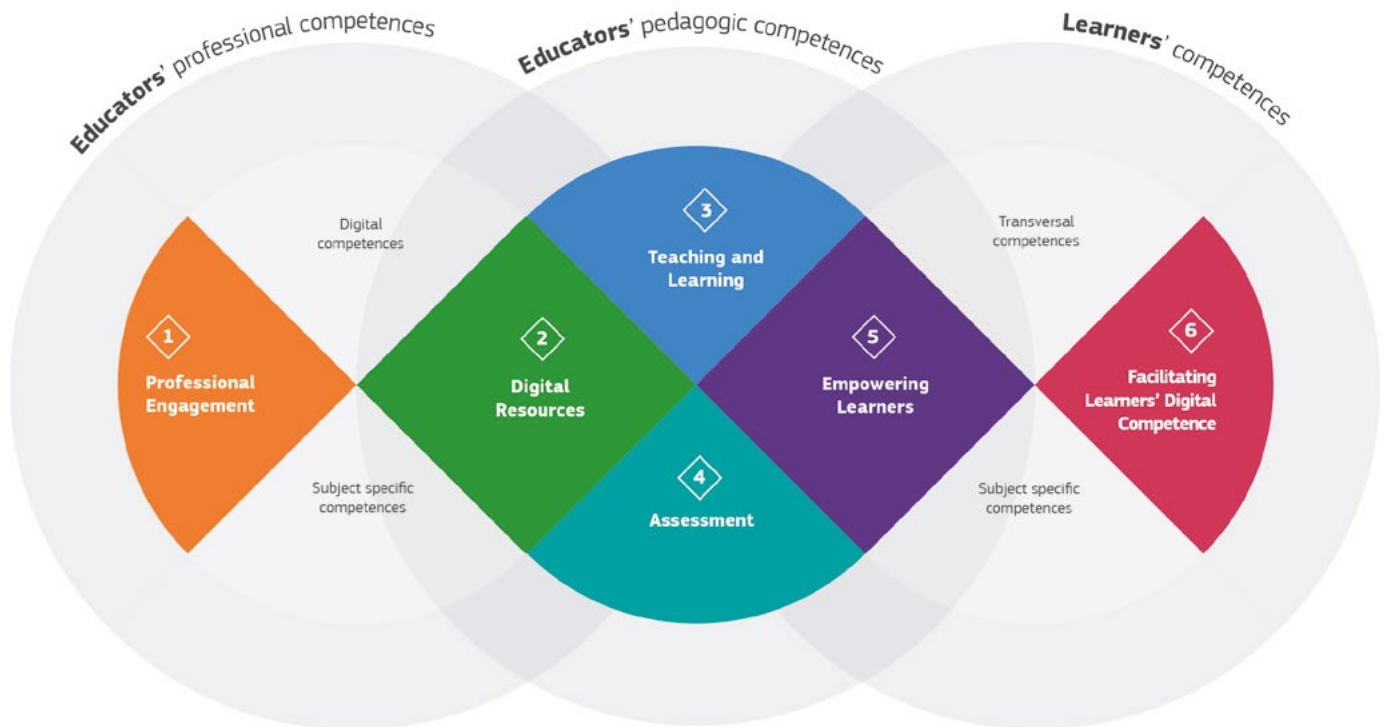 Educators' professional competences
Educators' pedagogic competences
Learners' competences
Digital
competences
3
Teaching and
Learning
Transversal
competences
1
Professional
Engagement
2
Digital
Resources
5
Empowering
Learners
6
Facilitating
Learners' Digital
Competence
Subject specific
competences
4
Assessment
Subject specific
competences